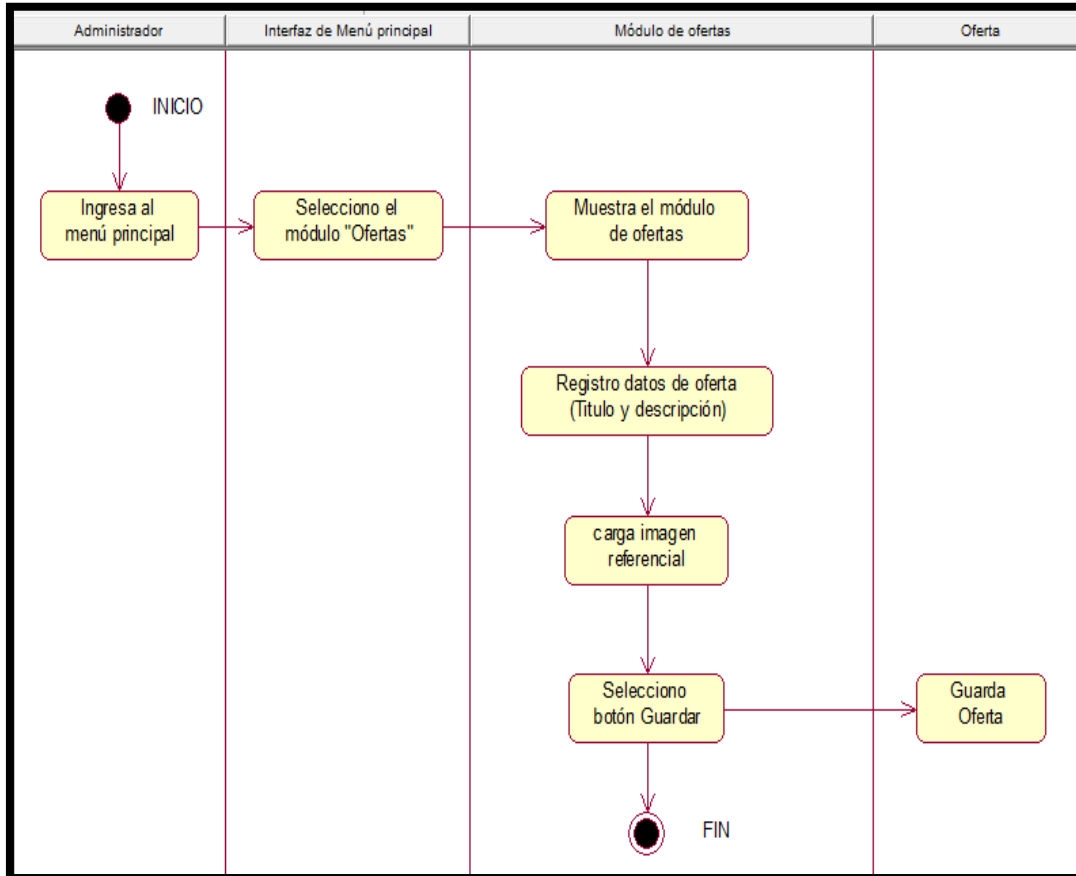 Administrador
Interfaz de Menú principal
Módulo de ofertas
Oferta
INICIO
Ingresa al
menú principal
Selecciono el
módulo "Ofertas"
Muestra el módulo
de ofertas
Registro datos de oferta
(Titulo y descripción)
carga imagen
referencial
Selecciono
botón Guardar
Guarda
Oferta
FIN